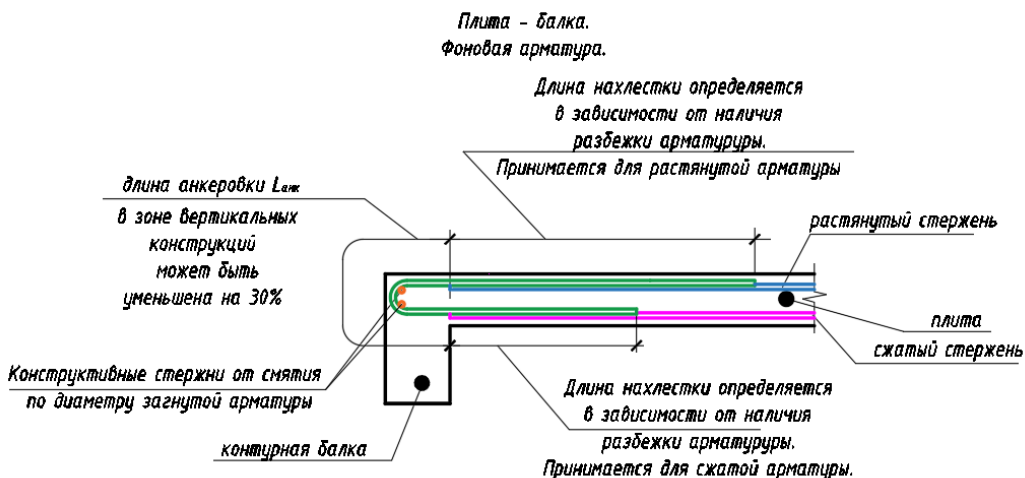 Плита - балка.
Фоновая арматура.
Длина нахлестки определяется
в зависимости от наличия
разбежки арматуруры.
Принимается для растянутой арматуры
длина анкеровки Lанк
в зоне вертикальных
конструкций
может быть
уменьшена на 30%
растянутый стержень
плита
сжатый стержень
Конструктивные стержни от смятия
по диаметру загнутой арматуры
контурная балка
Длина нахлестки определяется
в зависимости от наличия
разбежки арматуруры.
Принимается для сжатой арматуры.